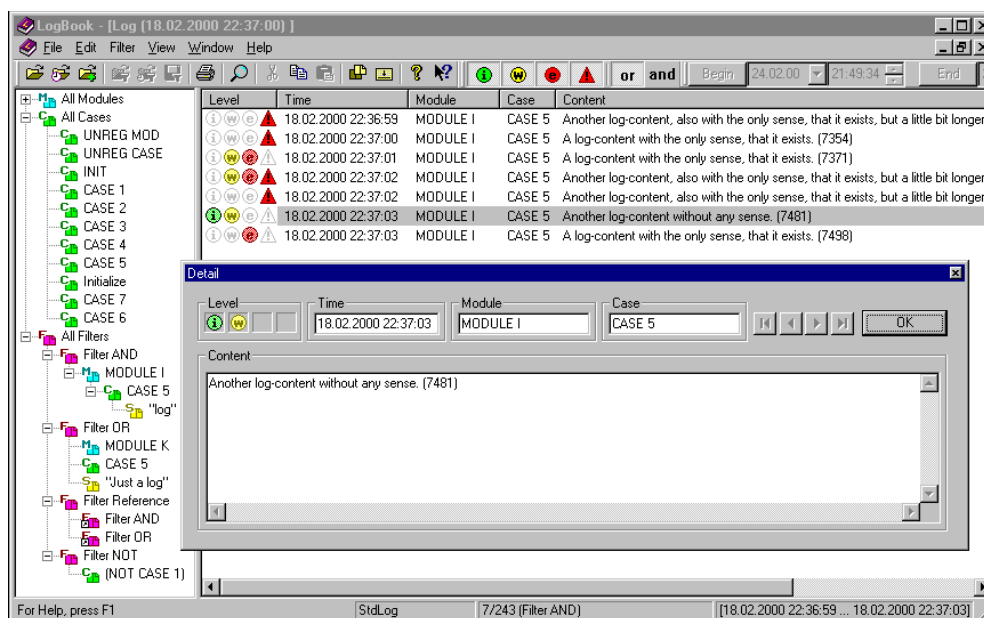 LogBook - [Log (18.02.2000 22:37:00) ]
File Edit Filter View Window Help
i w e or and Begin 24.02.00 21:49:34 End
All Modules
All Cases
UNREG MOD
UNREG CASE
INIT
CASE 1
CASE 2
CASE 3
CASE 4
CASE 5
Initialize
CASE 7
CASE 6
All Filters
Filter AND
MODULE I
CASE 5
"log"
Filter OR
MODULE K
CASE 5
"Just a log"
Filter Reference
Filter AND
Filter OR
Filter NOT
(NOT CASE 1)
Level Time Module Case Content
i w e 18.02.2000 22:36:59 MODULE I CASE 5 Another log-content, also with the only sense, that it exists, but a little bit longer
i w e 18.02.2000 22:37:00 MODULE I CASE 5 A log-content with the only sense, that it exists. (7354)
i w e 18.02.2000 22:37:01 MODULE I CASE 5 A log-content with the only sense, that it exists. (7371)
i w e 18.02.2000 22:37:02 MODULE I CASE 5 Another log-content, also with the only sense, that it exists, but a little bit longer
i w e 18.02.2000 22:37:02 MODULE I CASE 5 Another log-content, also with the only sense, that it exists, but a little bit longer
i w e 18.02.2000 22:37:03 MODULE I CASE 5 Another log-content without any sense. (7481)
i w e 18.02.2000 22:37:03 MODULE I CASE 5 A log-content with the only sense, that it exists. (7498)
Detail
Level Time Module Case
i w 18.02.2000 22:37:03 MODULE I CASE 5 OK
Content
Another log-content without any sense. (7481)
For Help, press F1 StdLog 7/243 (Filter AND) [18.02.2000 22:36:59 ... 18.02.2000 22:37:03]